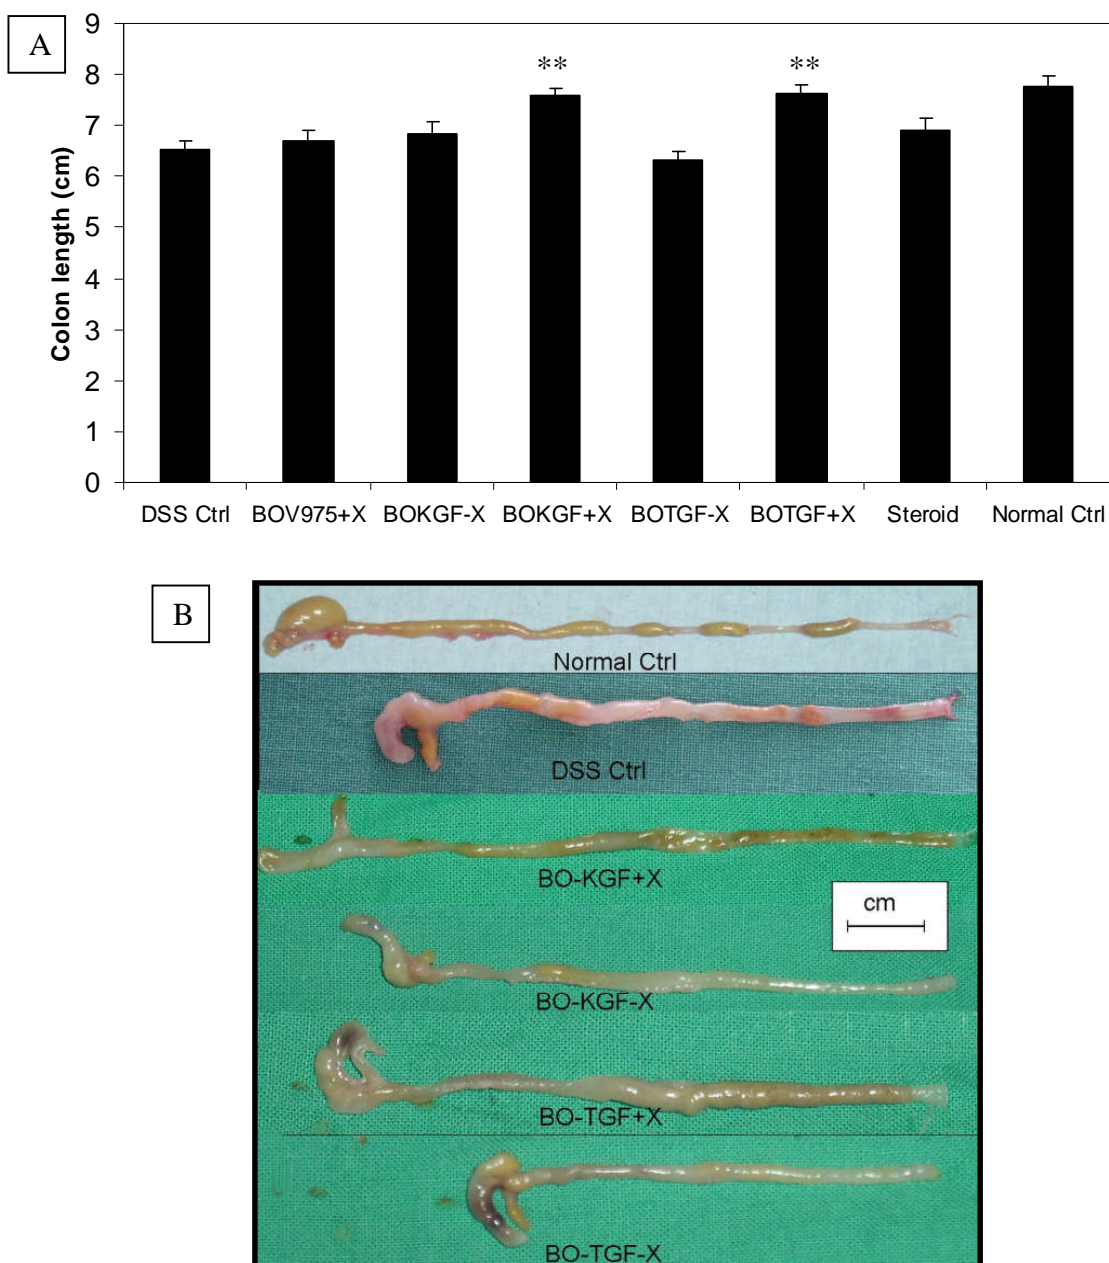 A
9
8
7
6
5
4
3
2
1
0
Colon length (cm)
**
**
DSS Ctrl BOV975+X BOKGF-X BOKGF+X BOTGF-X BOTGF+X Steroid Normal Ctrl
B
Normal Ctrl
DSS Ctrl
BO-KGF+X
cm
BO-KGF-X
BO-TGF+X
BO-TGF-X